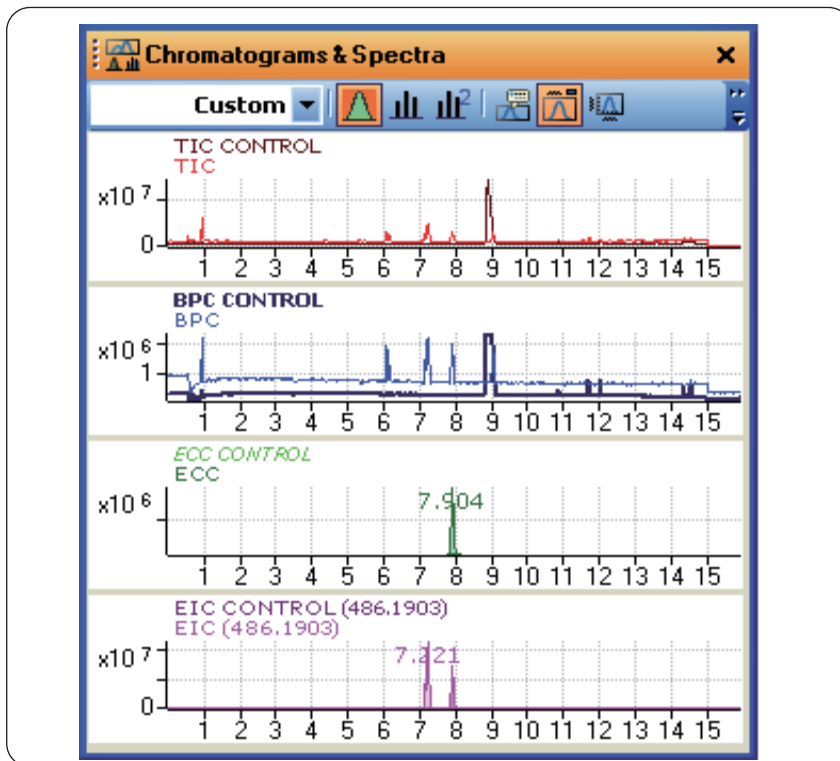 Chromatograms & Spectra
Custom
TIC CONTROL
TIC
x10 7
0
1 2 3 4 5 6 7 8 9 10 11 12 13 14 15
BPC CONTROL
BPC
x10 6
1
1 2 3 4 5 6 7 8 9 10 11 12 13 14 15
ECC CONTROL
ECC
7.904
x10 6
1 2 3 4 5 6 7 8 9 10 11 12 13 14 15
EIC CONTROL (486.1903)
EIC (486.1903)
7.221
x10 7
0
1 2 3 4 5 6 7 8 9 10 11 12 13 14 15